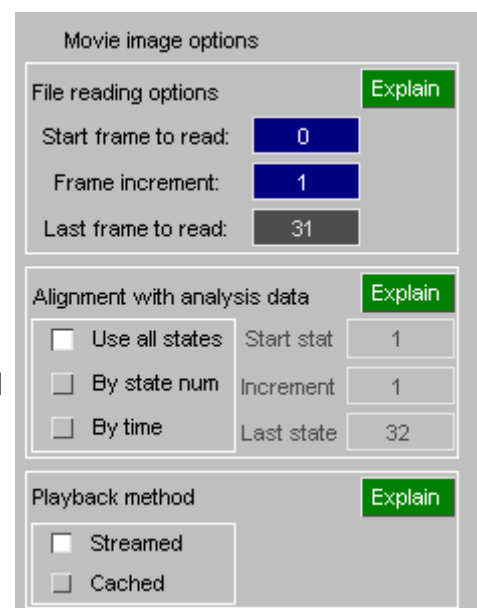 Movie image options
File reading options Explain
Start frame to read: 0
Frame increment: 1
Last frame to read: 31
Alignment with analysis data Explain
Use all states Start stat 1
By state num Increment 1
By time Last state 32
Playback method Explain
Streamed
Cached